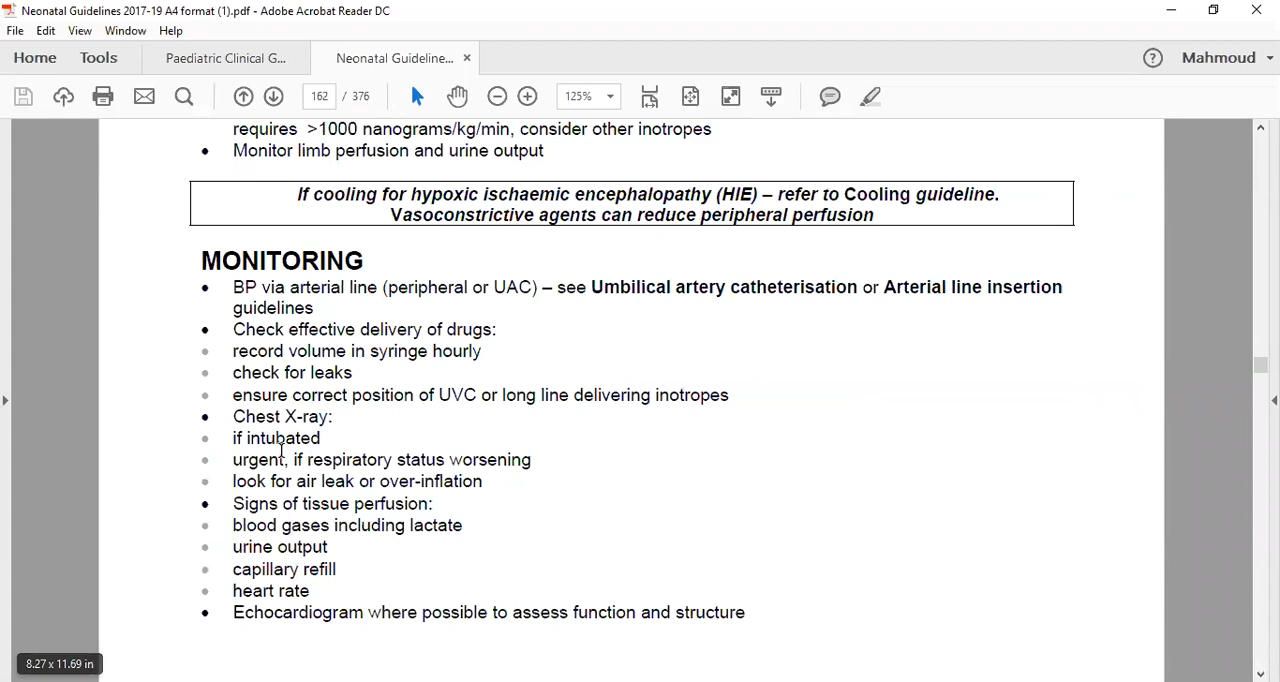 Neonatal Guidelines 2017-19 A4 format (1).pdf - Adobe Acrobat Reader DC
File Edit View Window Help
Home Tools Paediatric Clinical G... Neonatal Guideline... × ? Mahmoud
162 / 376 125%
requires >1000 nanograms/kg/min, consider other inotropes
• Monitor limb perfusion and urine output
If cooling for hypoxic ischaemic encephalopathy (HIE) – refer to Cooling guideline.
Vasoconstrictive agents can reduce peripheral perfusion
MONITORING
• BP via arterial line (peripheral or UAC) – see Umbilical artery catheterisation or Arterial line insertion
guidelines
• Check effective delivery of drugs:
• record volume in syringe hourly
• check for leaks
• ensure correct position of UVC or long line delivering inotropes
• Chest X-ray:
• if intubated
• urgent, if respiratory status worsening
• look for air leak or over-inflation
• Signs of tissue perfusion:
• blood gases including lactate
• urine output
• capillary refill
• heart rate
• Echocardiogram where possible to assess function and structure
8.27 x 11.69 in